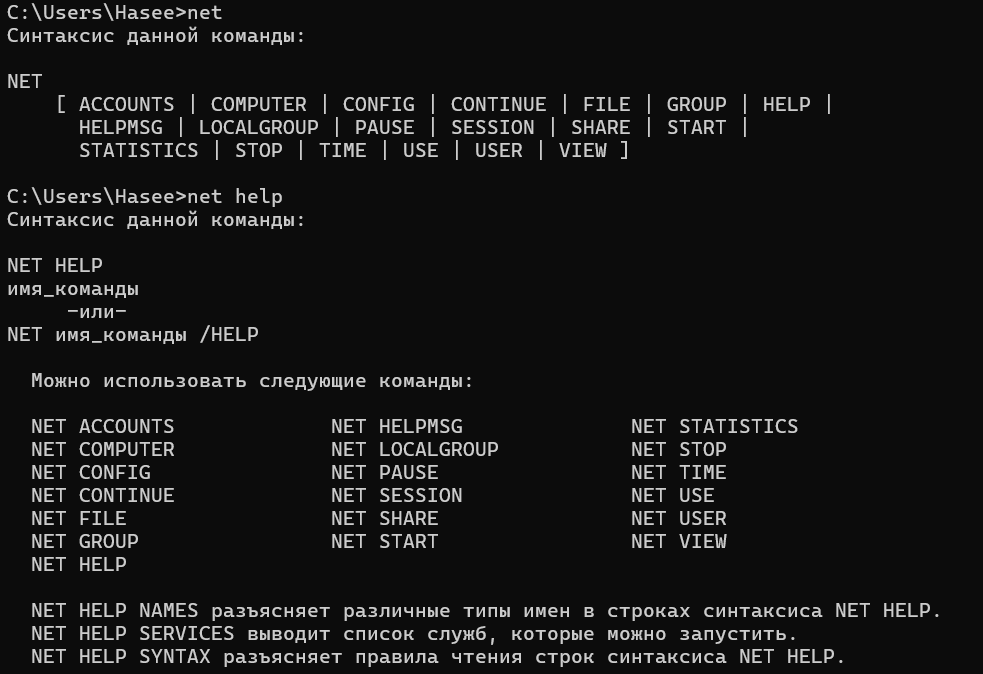 C:\Users\Hasee>net
Синтаксис данной команды:
NET
[ ACCOUNTS | COMPUTER | CONFIG | CONTINUE | FILE | GROUP | HELP |
HELPMSG | LOCALGROUP | PAUSE | SESSION | SHARE | START |
STATISTICS | STOP | TIME | USE | USER | VIEW ]
C:\Users\Hasee>net help
Синтаксис данной команды:
NET HELP
имя_команды
-или-
NET имя_команды /HELP
Можно использовать следующие команды:
NET ACCOUNTS NET HELPMSG NET STATISTICS
NET COMPUTER NET LOCALGROUP NET STOP
NET CONFIG NET PAUSE NET TIME
NET CONTINUE NET SESSION NET USE
NET FILE NET SHARE NET USER
NET GROUP NET START NET VIEW
NET HELP
NET HELP NAMES разъясняет различные типы имен в строках синтаксиса NET HELP.
NET HELP SERVICES выводит список служб, которые можно запустить.
NET HELP SYNTAX разъясняет правила чтения строк синтаксиса NET HELP.